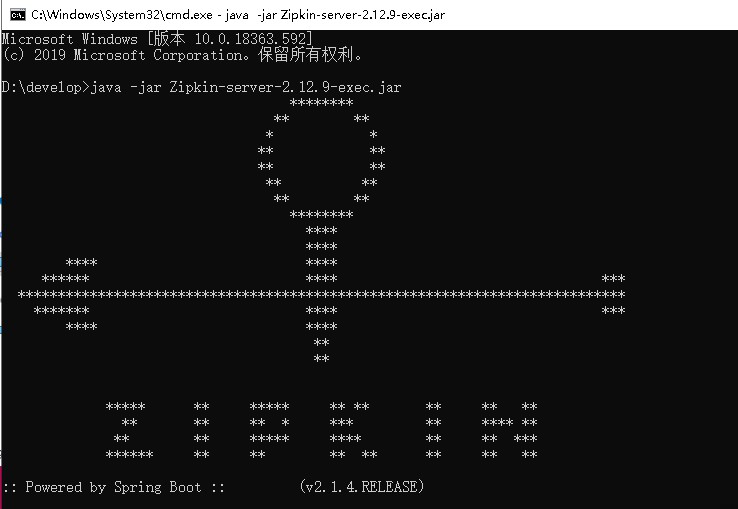 C:\Windows\System32\cmd.exe - java -jar Zipkin-server-2.12.9-exec.jar
Microsoft Windows [版本 10.0.18363.592]
(c) 2019 Microsoft Corporation。保留所有权利。
D:\develop>java -jar Zipkin-server-2.12.9-exec.jar
ZIPKIN
:: Powered by Spring Boot :: (v2.1.4.RELEASE)